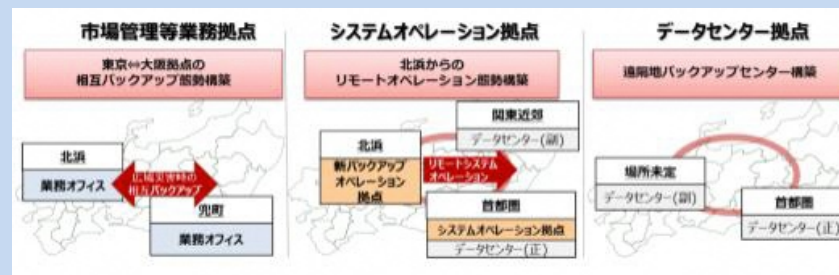 市場管理等業務拠点
東京⇔大阪拠点の
相互バックアップ態勢構築
北浜
業務オフィス
広域災害時の
相互バックアップ
兜町
業務オフィス
システムオペレーション拠点
北浜からの
リモートオペレーション態勢構築
関東近郊
データセンター(副)
北浜
新バックアップ
オペレーション
拠点
リモートシステム
オペレーション
首都圏
システムオペレーション拠点
データセンター(正)
データセンター拠点
遠隔地バックアップセンター構築
場所未定
データセンター(副)
首都圏
データセンター(正)